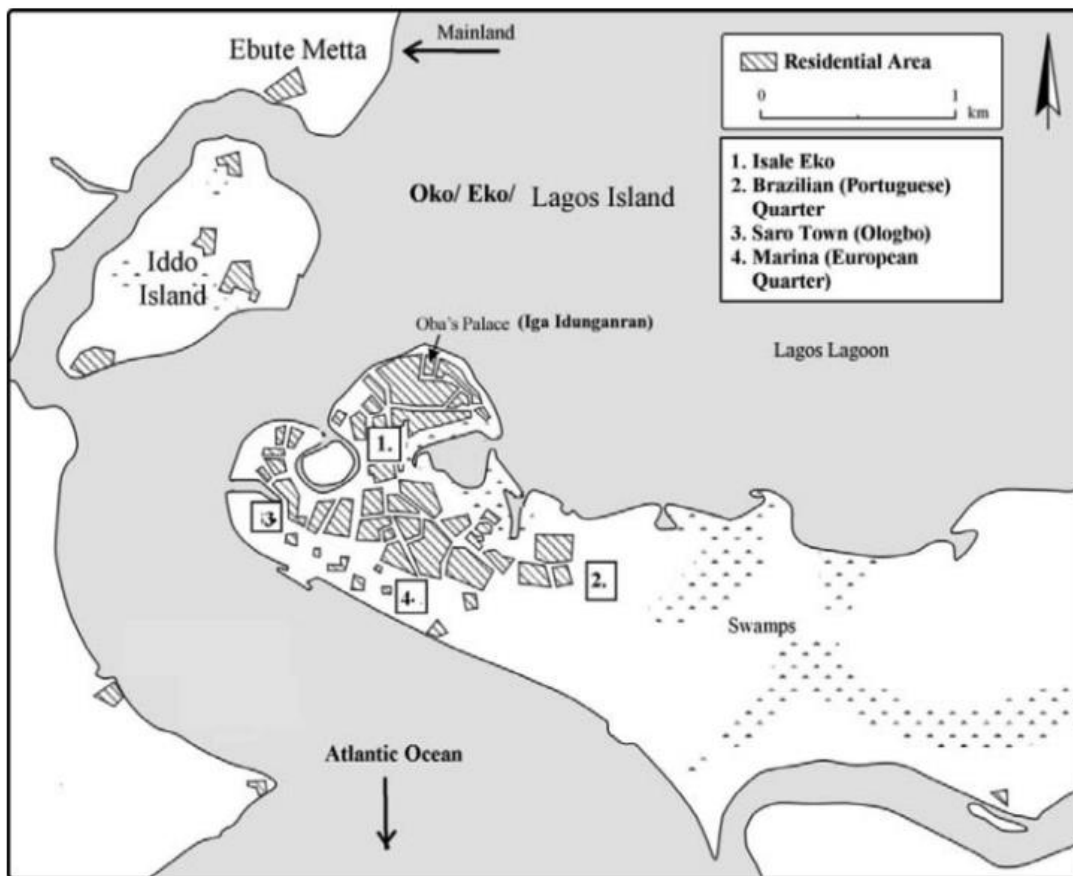 Mainland
Ebute Metta
Residential Area
0 1
km
1. Isale Eko
2. Brazilian (Portuguese)
Quarter
3. Saro Town (Ologbo)
4. Marina (European
Quarter)
Oko/ Eko/ Lagos Island
Iddo
Island
Oba's Palace (Iga Idunganran)
Lagos Lagoon
1.
3.
2.
4.
Swamps
Atlantic Ocean